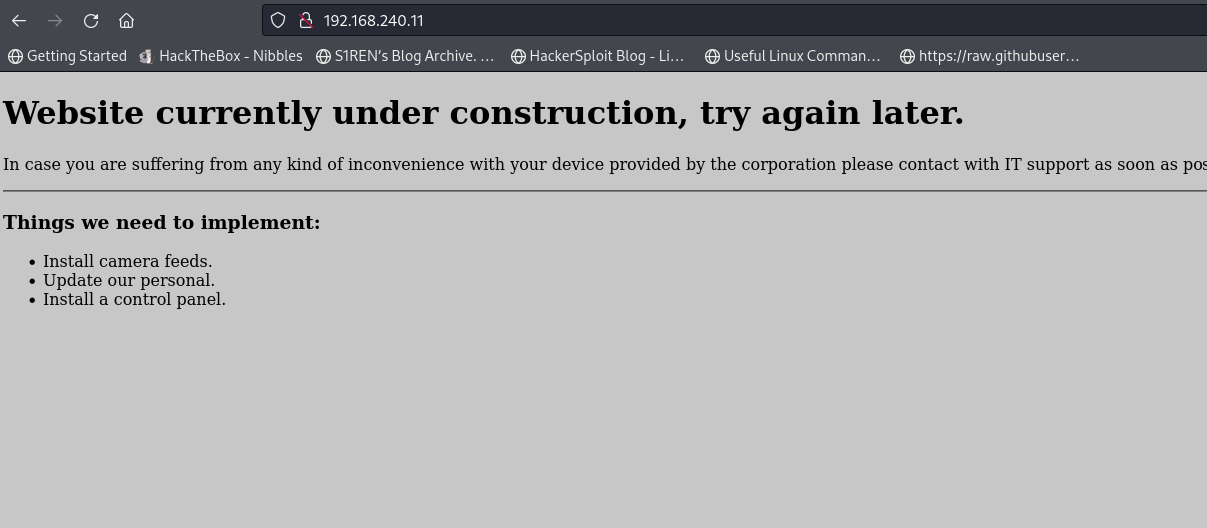 192.168.240.11
Getting Started HackTheBox - Nibbles S1REN's Blog Archive. ... HackerSploit Blog - Li... Useful Linux Comman... https://raw.githubuser...
Website currently under construction, try again later.
In case you are suffering from any kind of inconvenience with your device provided by the corporation please contact with IT support as soon as pos
Things we need to implement:
• Install camera feeds.
• Update our personal.
• Install a control panel.